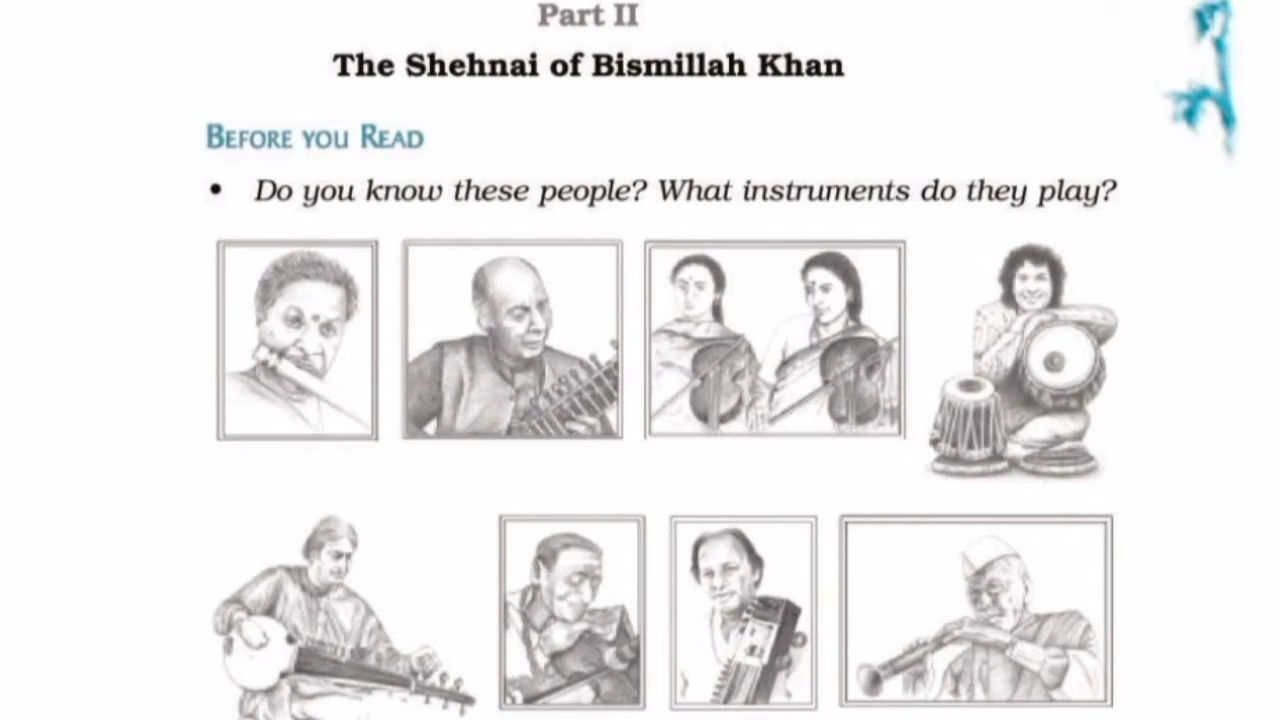 Part II
The Shehnai of Bismillah Khan
BEFORE YOU READ
• Do you know these people? What instruments do they play?